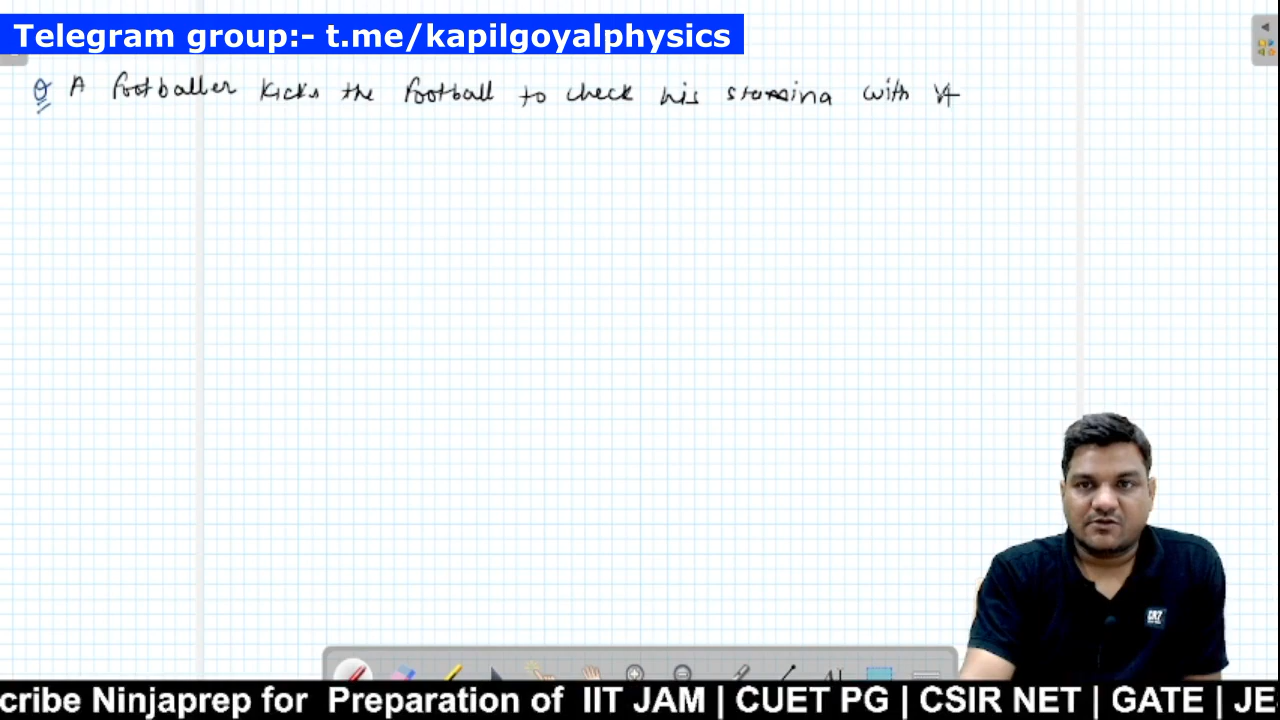 Telegram group:- t.me/kapilgoyalphysics
Q A footballer kicks the football to check his stamina with
CR7
cribe Ninjaprep for Preparation of IIT JAM | CUET PG | CSIR NET | GATE | JE